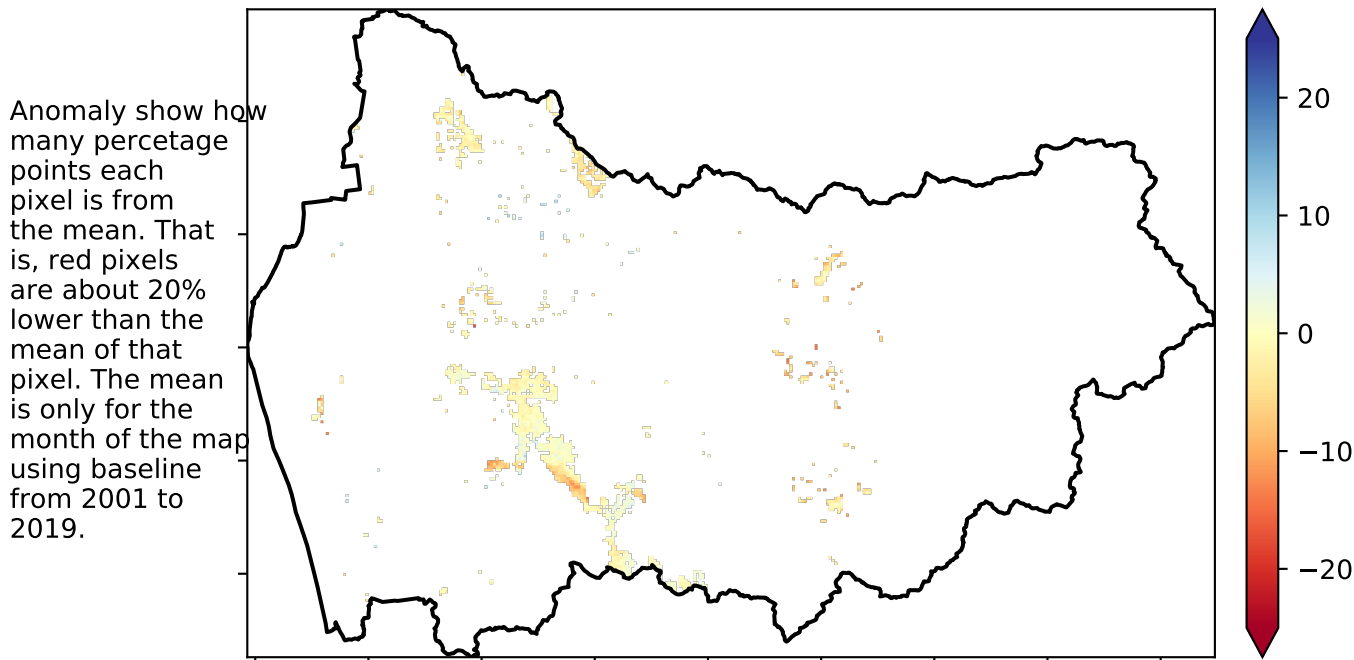 Anomaly show how
many percetage
points each
pixel is from
the mean. That
is, red pixels
are about 20%
lower than the
mean of that
pixel. The mean
is only for the
month of the map
using baseline
from 2001 to
2019.
20
10
0
−10
−20